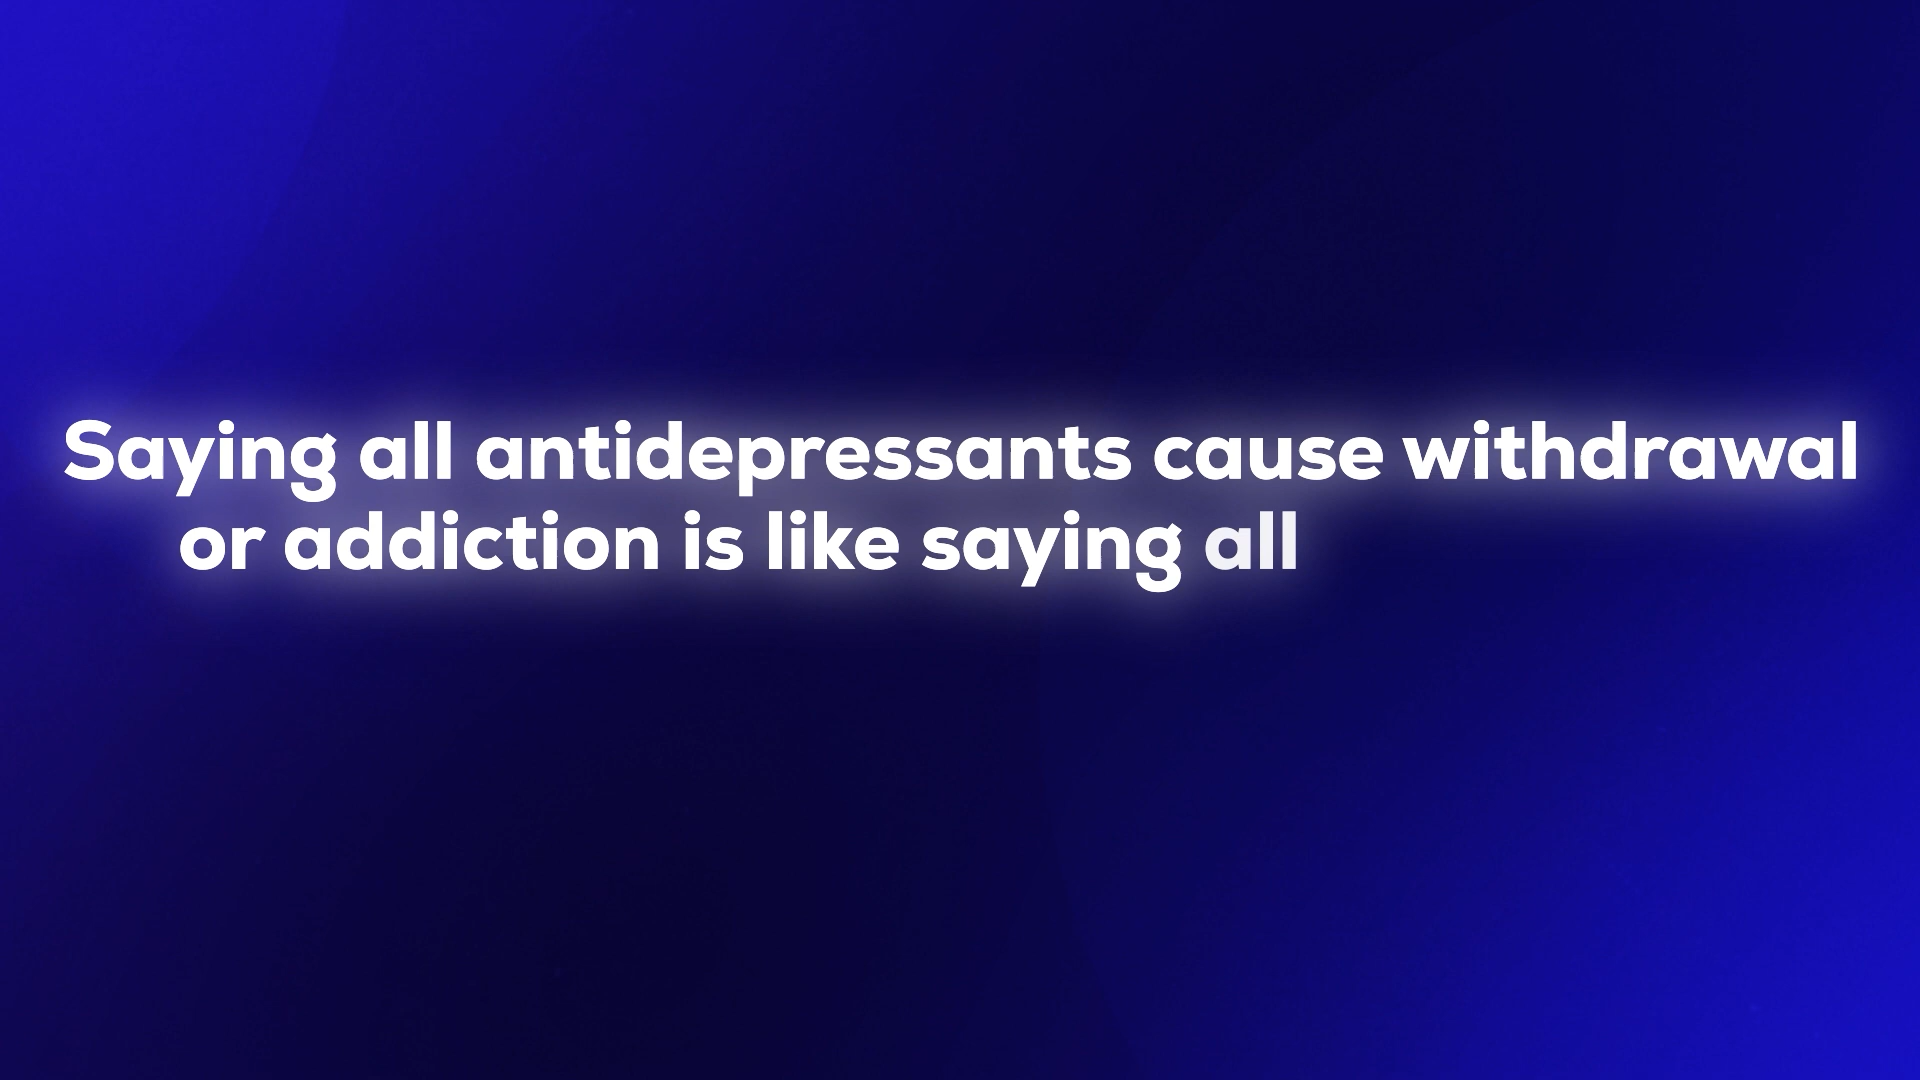 Saying all antidepressants cause withdrawal
or addiction is like saying all